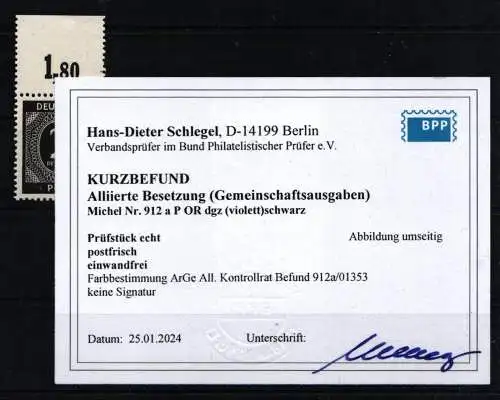 1.80
DEU
P
BPP
Hans-Dieter Schlegel, D-14199 Berlin
Verbandsprüfer im Bund Philatelistischer Prüfer e.V.
KURZBEFUND
Alliierte Besetzung (Gemeinschaftsausgaben)
Michel Nr. 912 a P OR dgz (violett)schwarz
Prüfstück echt
Abbildung umseitig
postfrisch
einwandfrei
Farbbestimmung ArGe All. Kontrollrat Befund 912a/01353
keine Signatur
Datum: 25.01.2024
Unterschrift: